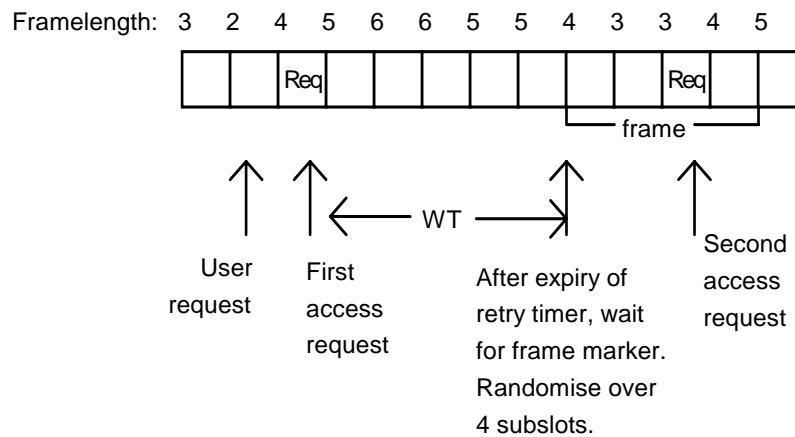 Framelength: 3 2 4 5 6 6 5 5 4 3 3 4 5
Req Req
frame
WT
User
request
First
access
request
After expiry of
retry timer, wait
for frame marker.
Randomise over
4 subslots.
Second
access
request